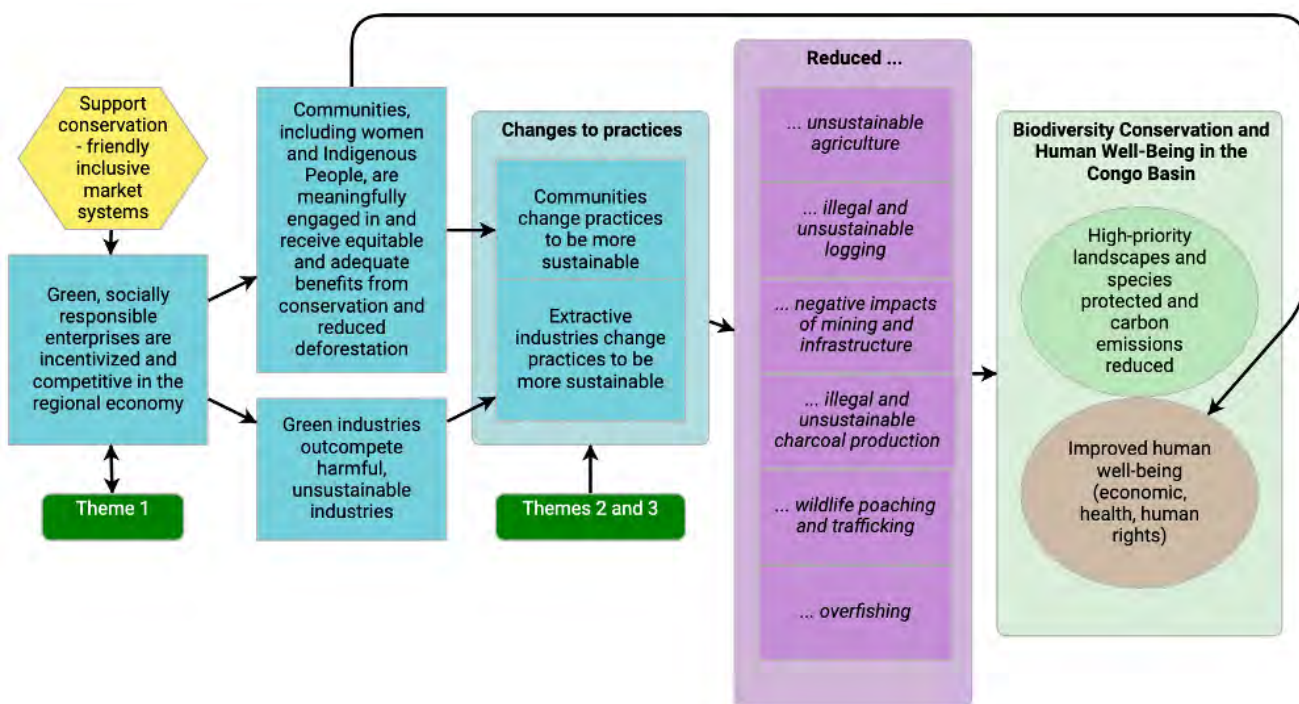 Support
conservation
- friendly
inclusive
market
systems
Green, socially
responsible
enterprises are
incentivized and
competitive in the
regional economy
Theme 1
Communities,
including women
and Indigenous
People, are
meaningfully
engaged in and
receive equitable
and adequate
benefits from
conservation and
reduced
deforestation
Green industries
outcompete
harmful,
unsustainable
industries
Changes to practices
Communities
change practices
to be more
sustainable
Extractive
industries change
practices to be
more sustainable
Themes 2 and 3
Reduced ...
... unsustainable
agriculture
... illegal and
unsustainable
logging
... negative impacts
of mining and
infrastructure
... illegal and
unsustainable
charcoal production
... wildlife poaching
and trafficking
... overfishing
Biodiversity Conservation and
Human Well-Being in the
Congo Basin
High-priority
landscapes and
species
protected and
carbon
emissions
reduced
Improved human
well-being
(economic,
health, human
rights)